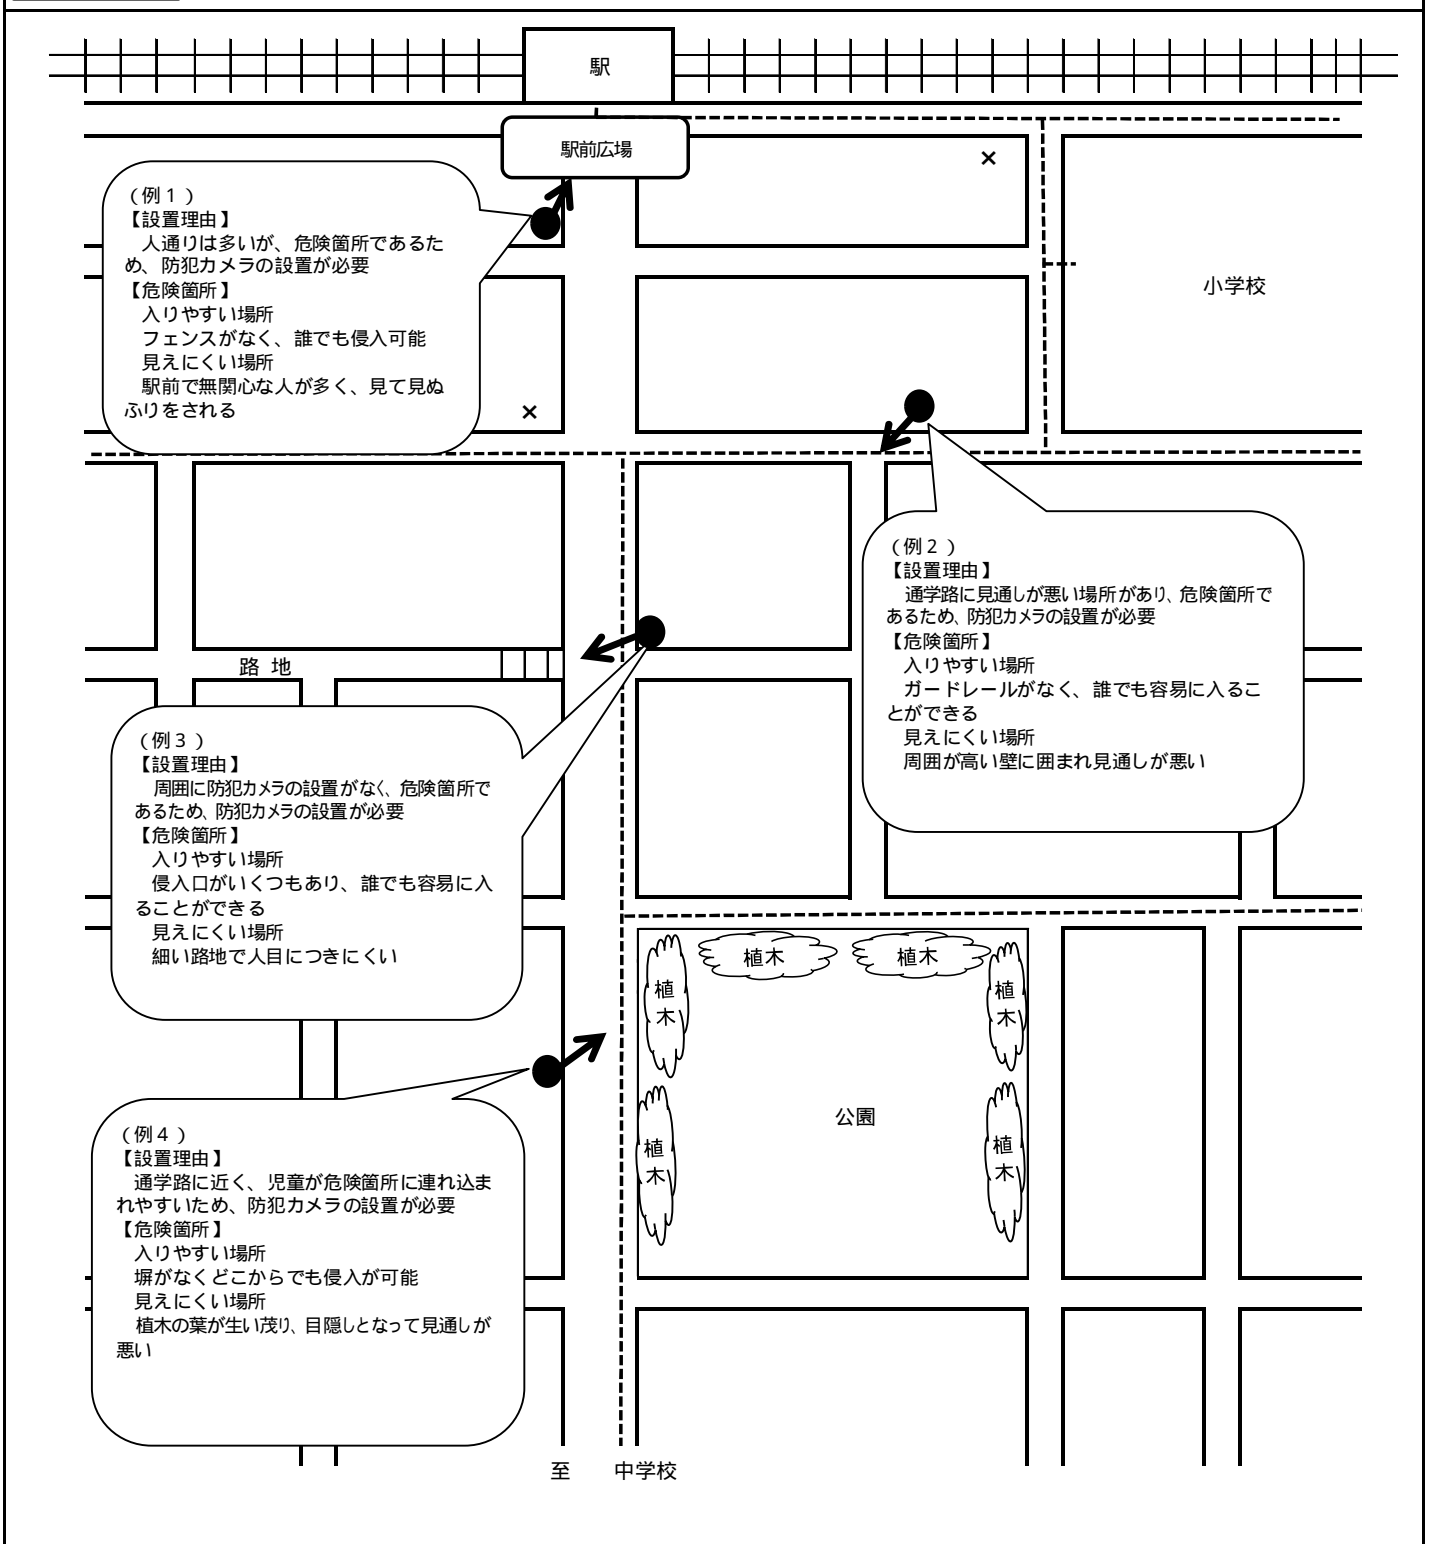 駅
駅前広場
×
（例１）
【設置理由】
人通りは多いが、危険箇所であるた
め、防犯カメラの設置が必要
【危険箇所】
入りやすい場所
フェンスがなく、誰でも侵入可能
見えにくい場所
駅前で無関心な人が多く、見て見ぬ
ふりをされる
×
小学校
（例２）
【設置理由】
通学路に見通しが悪い場所があり、危険箇所で
あるため、防犯カメラの設置が必要
【危険箇所】
入りやすい場所
ガードレールがなく、誰でも容易に入るこ
とができる
見えにくい場所
周囲が高い壁に囲まれ見通しが悪い
路地
（例３）
【設置理由】
周囲に防犯カメラの設置がなく、危険箇所で
あるため、防犯カメラの設置が必要
【危険箇所】
入りやすい場所
侵入口がいくつもあり、誰でも容易に入
ることができる
見えにくい場所
細い路地で人目につきにくい
植木
植木
植木
植木
植木
植木
公園
（例４）
【設置理由】
通学路に近く、児童が危険箇所に連れ込ま
れやすいため、防犯カメラの設置が必要
【危険箇所】
入りやすい場所
塀がなくどこからでも侵入が可能
見えにくい場所
植木の葉が生い茂り、目隠しとなって見通しが
悪い
至　中学校